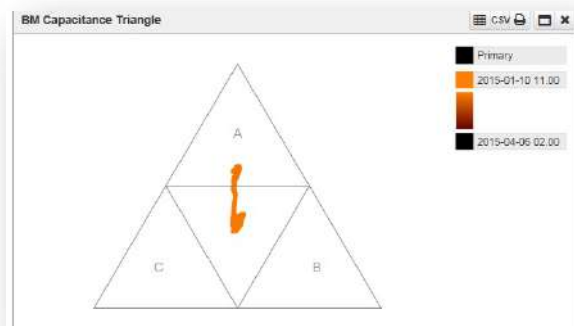 BM Capacitance Triangle
CSV
Primary
2015-01-10 11.00
2015-04-06 02.00
A
C
B